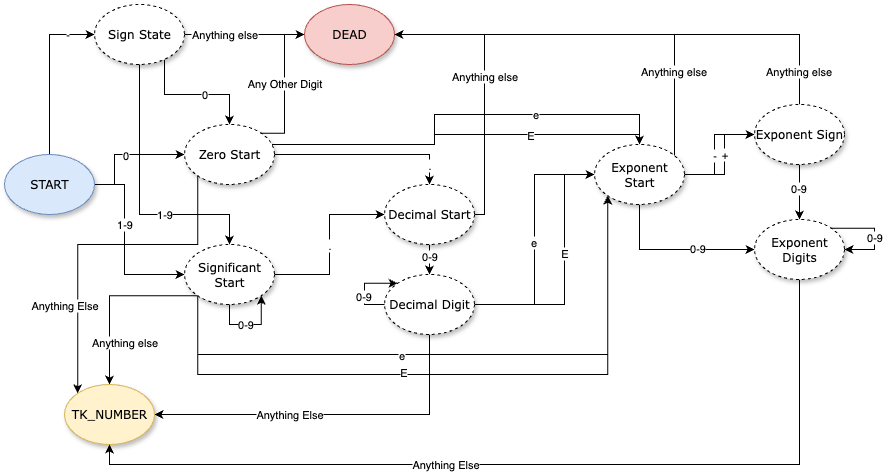 -
Sign State
Anything else
DEAD
Anything else
Anything else
Anything else
Any Other Digit
0
e
E
Exponent Sign
0
Zero Start
.
- +
Exponent
Start
START
0-9
1-9
1-9
Decimal Start
.
e
E
0-9
0-9
Exponent
Digits
0-9
Significant
Start
0-9
Decimal Digit
Anything Else
0-9
Anything else
e
E
TK_NUMBER
Anything Else
Anything Else